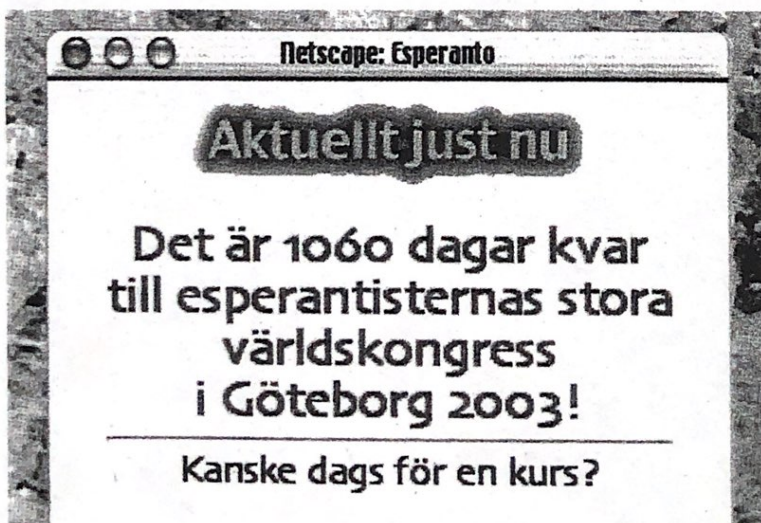 Netscape: Esperanto
Aktuellt just nu
Det är 1060 dagar kvar
till esperantisternas stora
världskongress
i Göteborg 2003!
Kanske dags för en kurs?